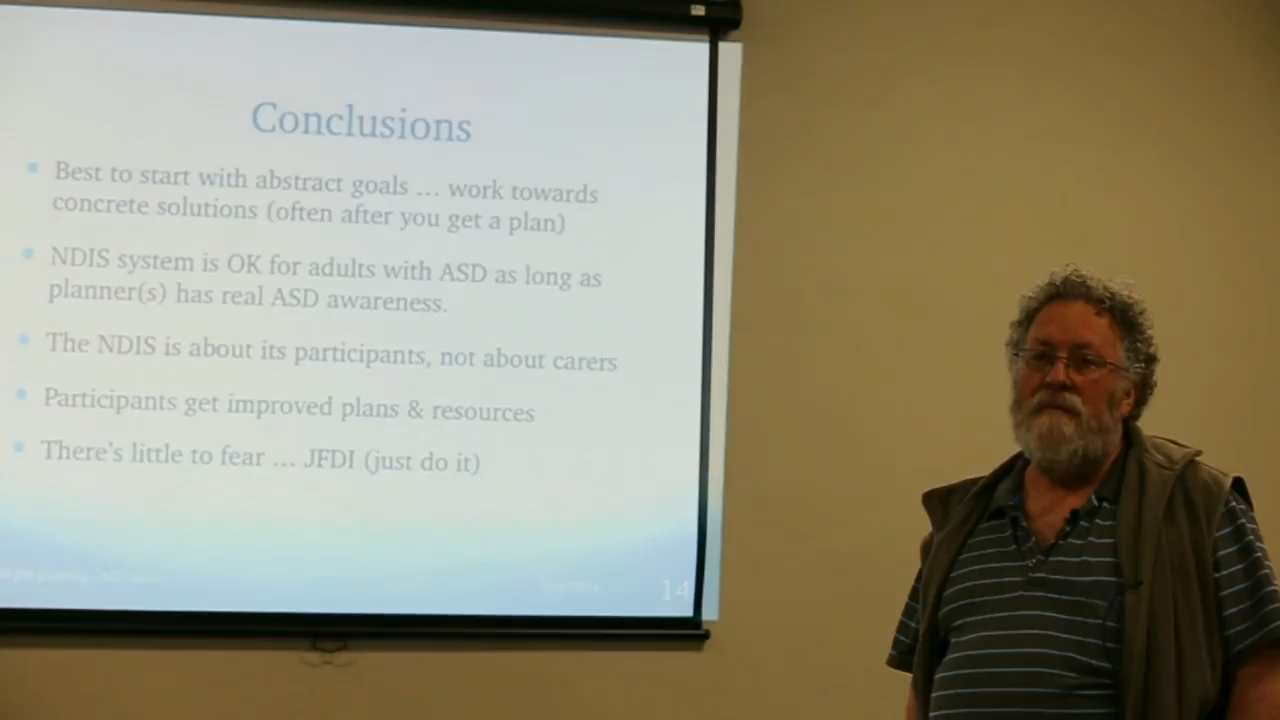 Conclusions
Best to start with abstract goals … work towards
concrete solutions (often after you get a plan)
NDIS system is OK for adults with ASD as long as
planner(s) has real ASD awareness.
The NDIS is about its participants, not about carers
Participants get improved plans & resources
There's little to fear … JFDI (just do it)
14